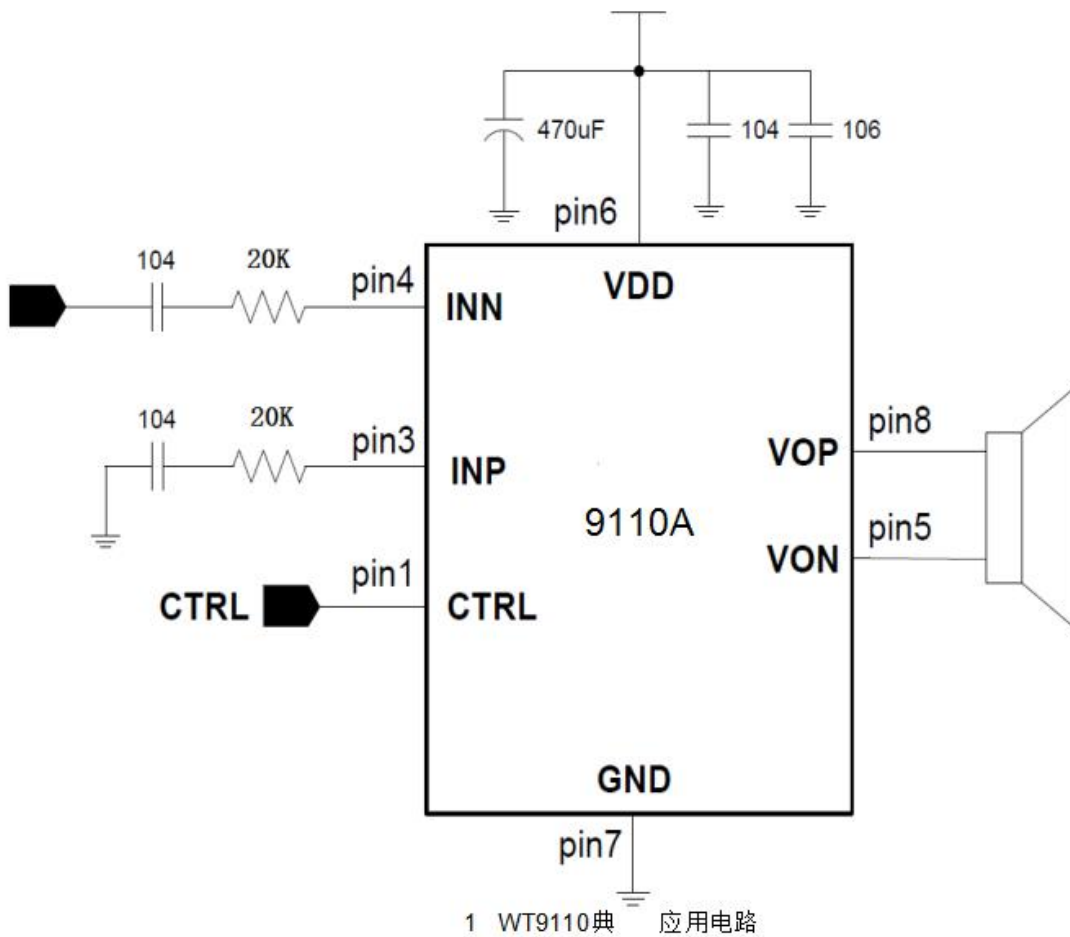 470uF
104
106
pin6
104
20K
pin4
INN
VDD
104
20K
pin3
INP
pin8
VOP
9110A
pin5
VON
pin1
CTRL
CTRL
GND
pin7
1 WT9110典 应用电路